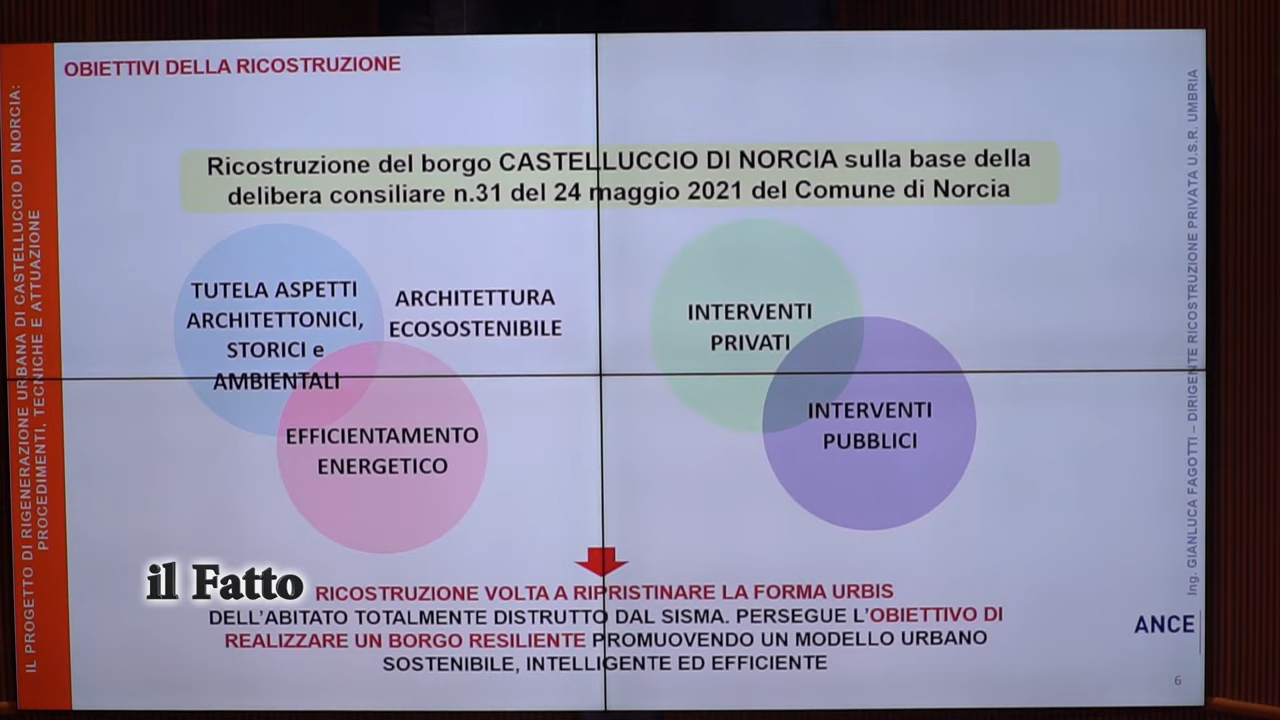 OBIETTIVI DELLA RICOSTRUZIONE
Ricostruzione del borgo CASTELLUCCIO DI NORCIA sulla base della
delibera consiliare n.31 del 24 maggio 2021 del Comune di Norcia
TUTELA ASPETTI
ARCHITETTONICI,
STORICI e
AMBIENTALI
ARCHITETTURA
ECOSOSTENIBILE
EFFICIENTAMENTO
ENERGETICO
INTERVENTI
PRIVATI
INTERVENTI
PUBBLICI
il Fatto
RICOSTRUZIONE VOLTA A RIPRISTINARE LA FORMA URBIS
DELL'ABITATO TOTALMENTE DISTRUTTO DAL SISMA. PERSEGUE L'OBIETTIVO DI
REALIZZARE UN BORGO RESILIENTE PROMUOVENDO UN MODELLO URBANO
SOSTENIBILE, INTELLIGENTE ED EFFICIENTE
IL PROGETTO DI RIGENERAZIONE URBANA DI CASTELLUCCIO DI NORCIA:
PROCEDIMENTI, TECNICHE E ATTUAZIONE
Ing. GIANLUCA FAGOTTI – DIRIGENTE RICOSTRUZIONE PRIVATA U.S.R. UMBRIA
ANCE
6